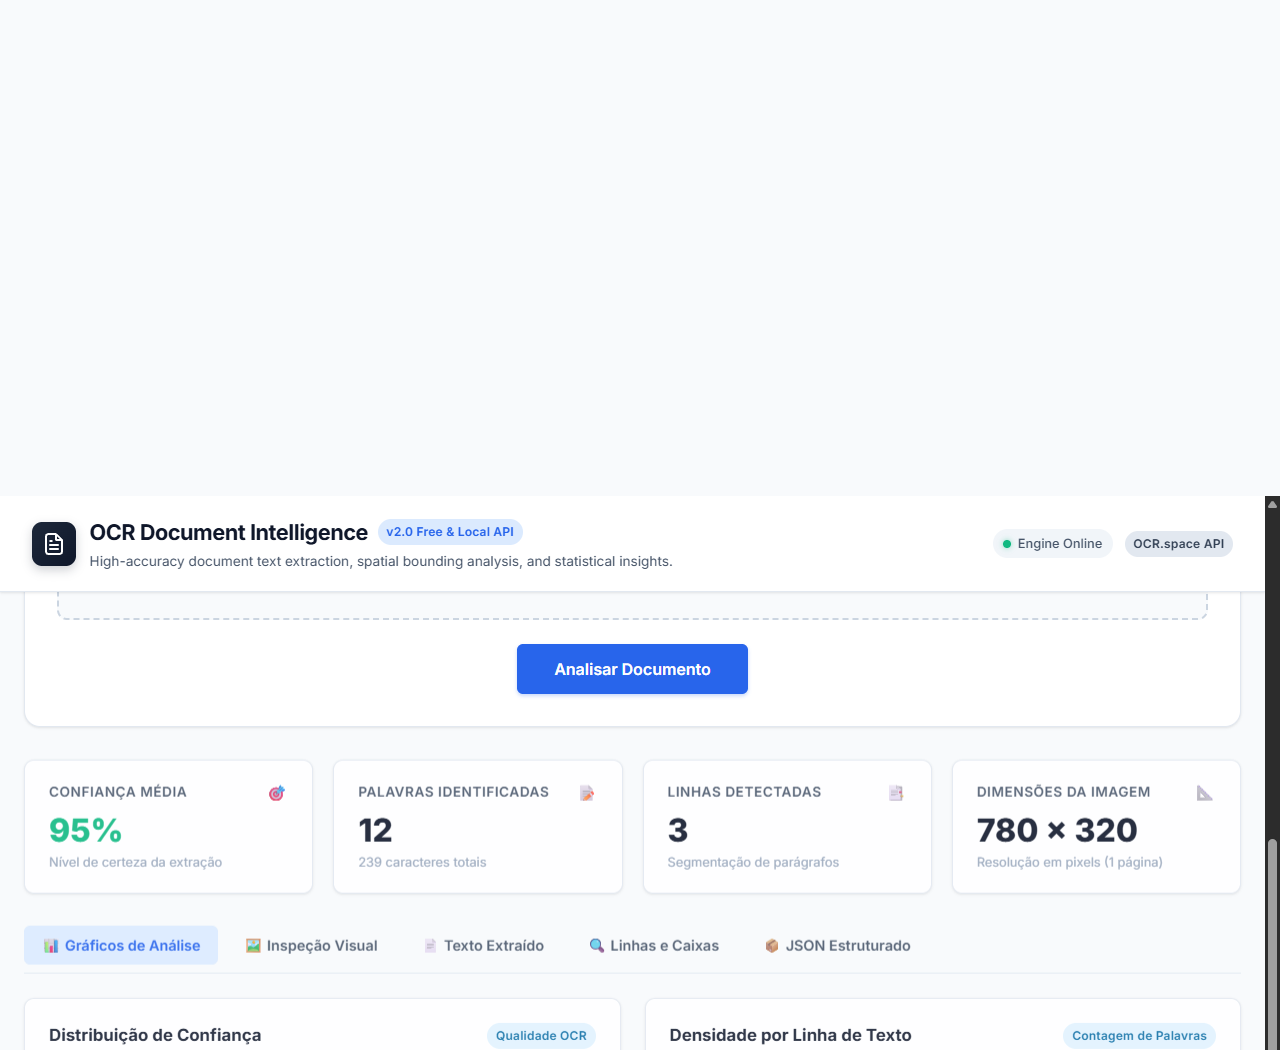 OCR Document Intelligence v2.0 Free & Local API
High-accuracy document text extraction, spatial bounding analysis, and statistical insights.
Engine Online OCR.space API
Analisar Documento
CONFIANÇA MÉDIA
95%
Nível de certeza da extração
PALAVRAS IDENTIFICADAS
12
239 caracteres totais
LINHAS DETECTADAS
3
Segmentação de parágrafos
DIMENSÕES DA IMAGEM
780 × 320
Resolução em pixels (1 página)
Gráficos de Análise Inspeção Visual Texto Extraído Linhas e Caixas JSON Estruturado
Distribuição de Confiança Qualidade OCR
Densidade por Linha de Texto Contagem de Palavras